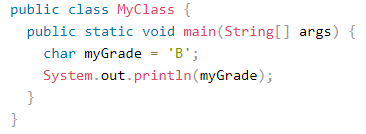 public class MyClass {
  public static void main(String[] args) {
    char myGrade = 'B';
    System.out.println(myGrade);
  }
}